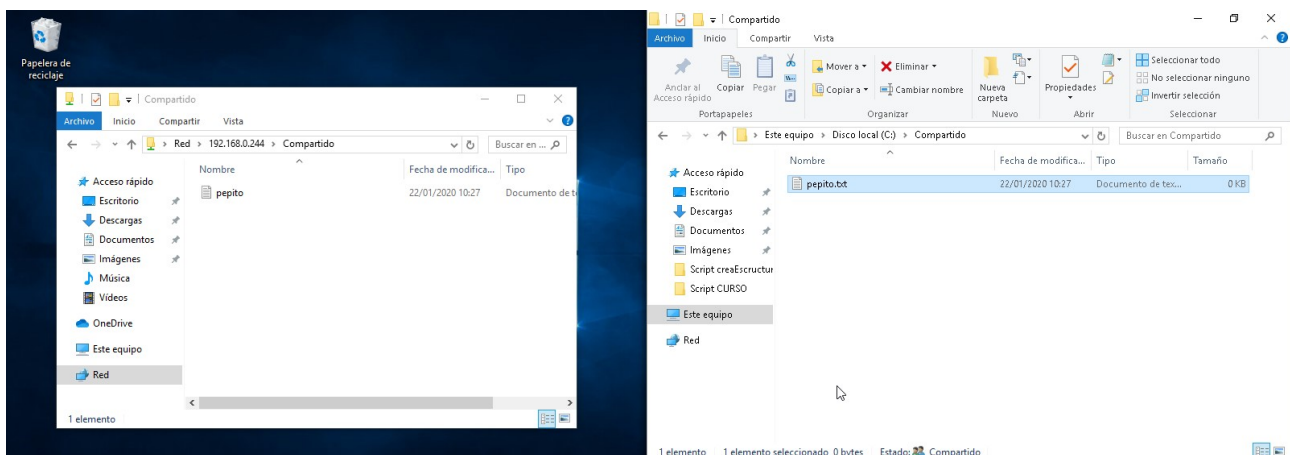 Papelera de
reciclaje
Compartido
Archivo Inicio Compartir Vista
Red > 192.168.0.244 > Compartido
Buscar en ...
Nombre Fecha de modifica... Tipo
Acceso rápido
pepito 22/01/2020 10:27 Documento de t
Escritorio
Descargas
Documentos
Imágenes
Música
Vídeos
OneDrive
Este equipo
Red
1 elemento
Compartido
Archivo Inicio Compartir Vista
Anclar al
Acceso rápido
Copiar Pegar
Mover a
Copiar a
Eliminar
Cambiar nombre
Nueva
carpeta
Propiedades
Seleccionar todo
No seleccionar ninguno
Invertir selección
Portapapeles Organizar Nuevo Abrir Seleccionar
Este equipo > Disco local (C:) > Compartido
Buscar en Compartido
Nombre Fecha de modifica... Tipo Tamaño
Acceso rápido
pepito.txt 22/01/2020 10:27 Documento de tex... 0 KB
Escritorio
Descargas
Documentos
Imágenes
Script creaEscructur
Script CURSO
Este equipo
Red
1 elemento 1 elemento seleccionado 0 bytes Estado: Compartido